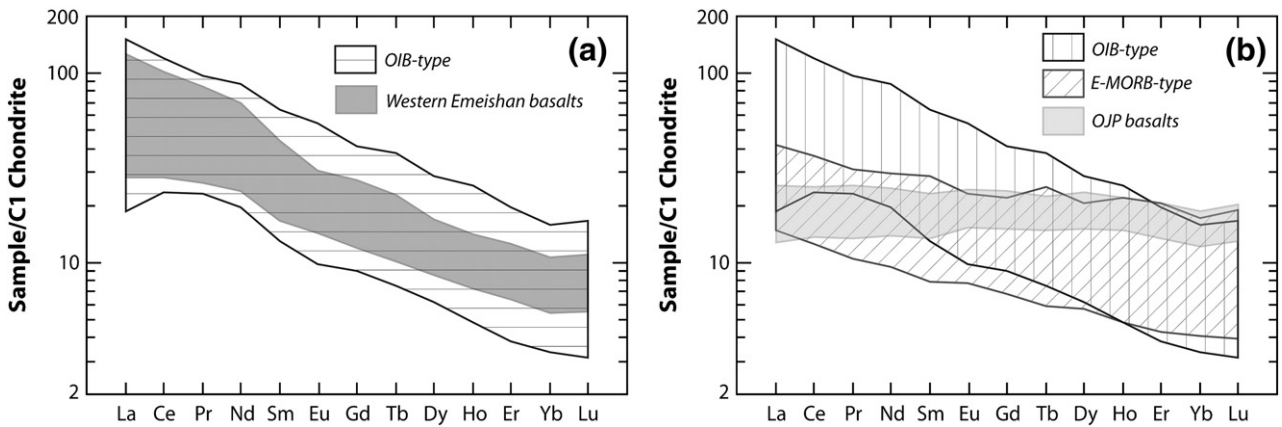 200
100
10
2
Sample/C1 Chondrite
(a)
OIB-type
Western Emeishan basalts
La Ce Pr Nd Sm Eu Gd Tb Dy Ho Er Yb Lu
200
100
10
2
Sample/C1 Chondrite
(b)
OIB-type
E-MORB-type
OJP basalts
La Ce Pr Nd Sm Eu Gd Tb Dy Ho Er Yb Lu